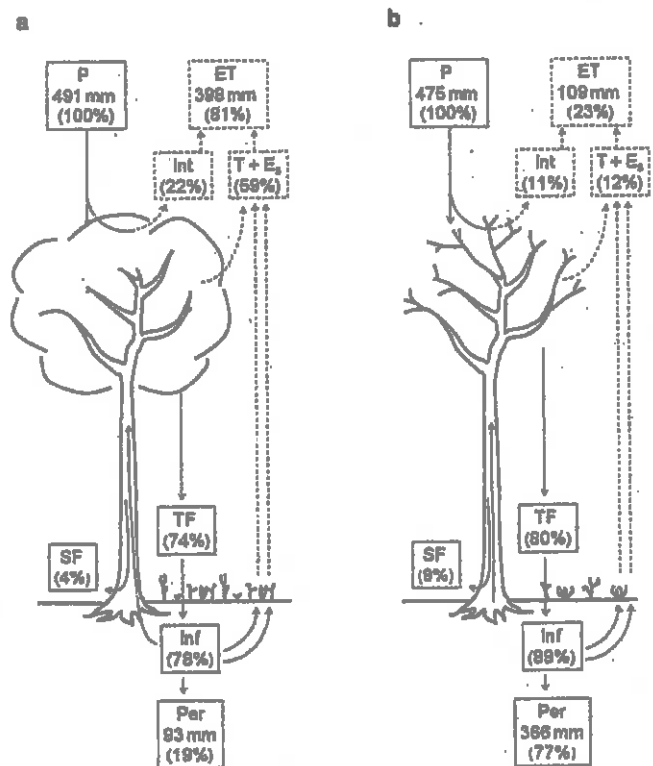 a
P
491 mm
(100%)
ET
398 mm
(81%)
Int
(22%)
T + Eₛ
(59%)
TF
(74%)
SF
(4%)
Inf
(78%)
Per
93 mm
(19%)
b
P
475 mm
(100%)
ET
109 mm
(23%)
Int
(11%)
T + Eₛ
(12%)
TF
(80%)
SF
(9%)
Inf
(89%)
Per
366 mm
(77%)